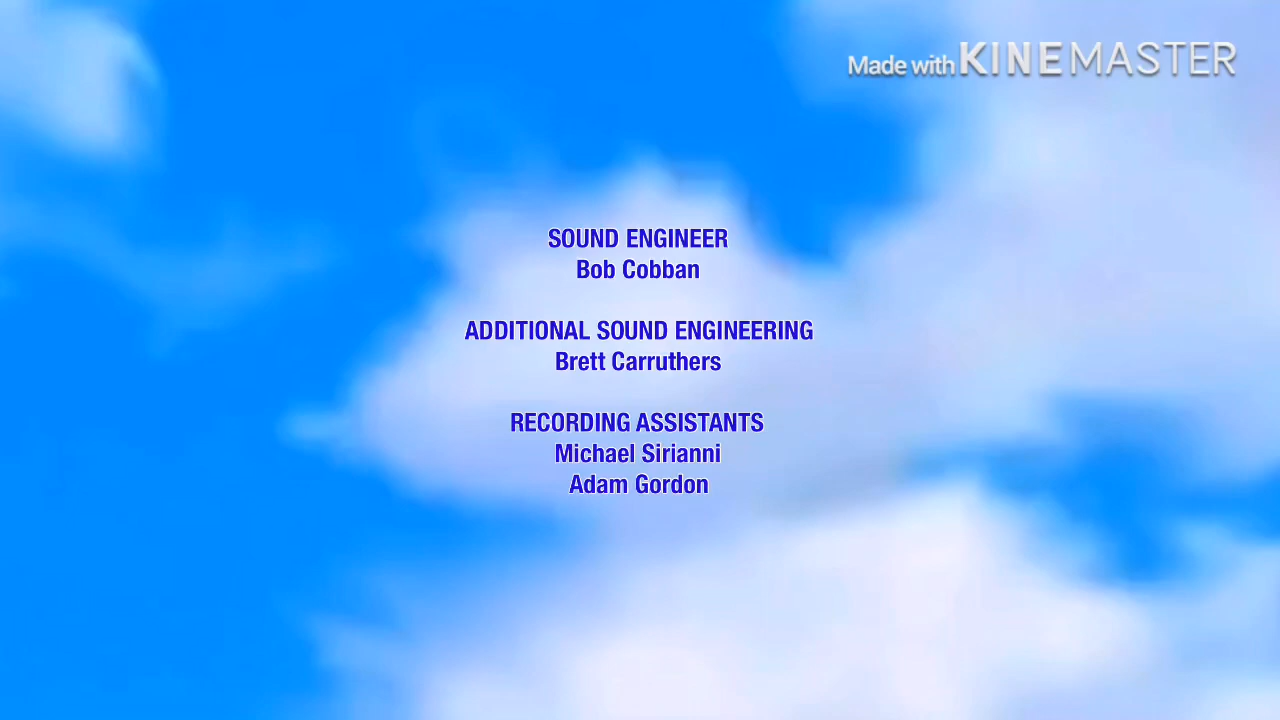 Made with KINEMASTER
SOUND ENGINEER
Bob Cobban
ADDITIONAL SOUND ENGINEERING
Brett Carruthers
RECORDING ASSISTANTS
Michael Sirianni
Adam Gordon